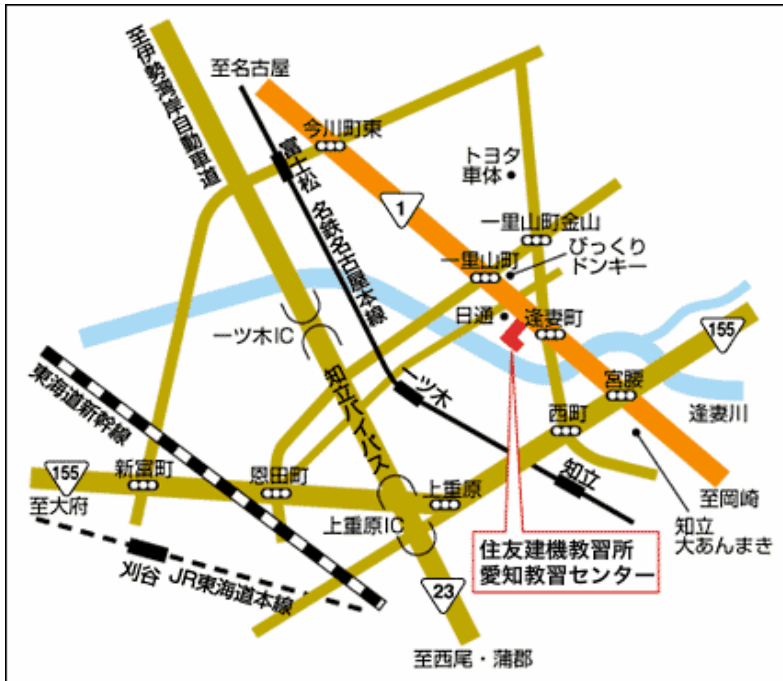 至名古屋
至伊勢湾岸自動車道
今川町東
富士松
名鉄名古屋本線
トヨタ
車体
1
一里山町金山
一里山町
びっくり
ドンキー
日通
逢妻町
155
一ツ木IC
知立バイパス
一ツ木
宮腰
逢妻川
西町
東海道新幹線
155
新富町
恩田町
上重原
知立
至大府
上重原IC
至岡崎
知立
大あんまき
住友建機教習所
愛知教習センター
刈谷
JR東海道本線
23
至西尾・蒲郡